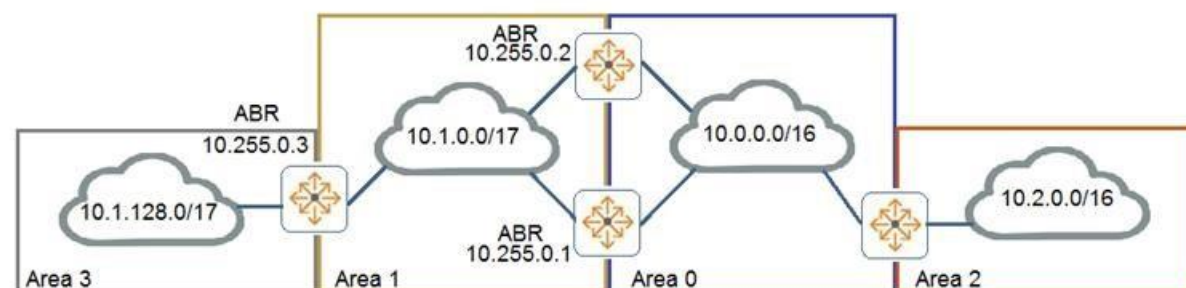 ABR
10.255.0.3
10.1.128.0/17
Area 3
ABR
10.255.0.2
10.1.0.0/17
ABR
10.255.0.1
Area 1
10.0.0.0/16
Area 0
10.2.0.0/16
Area 2